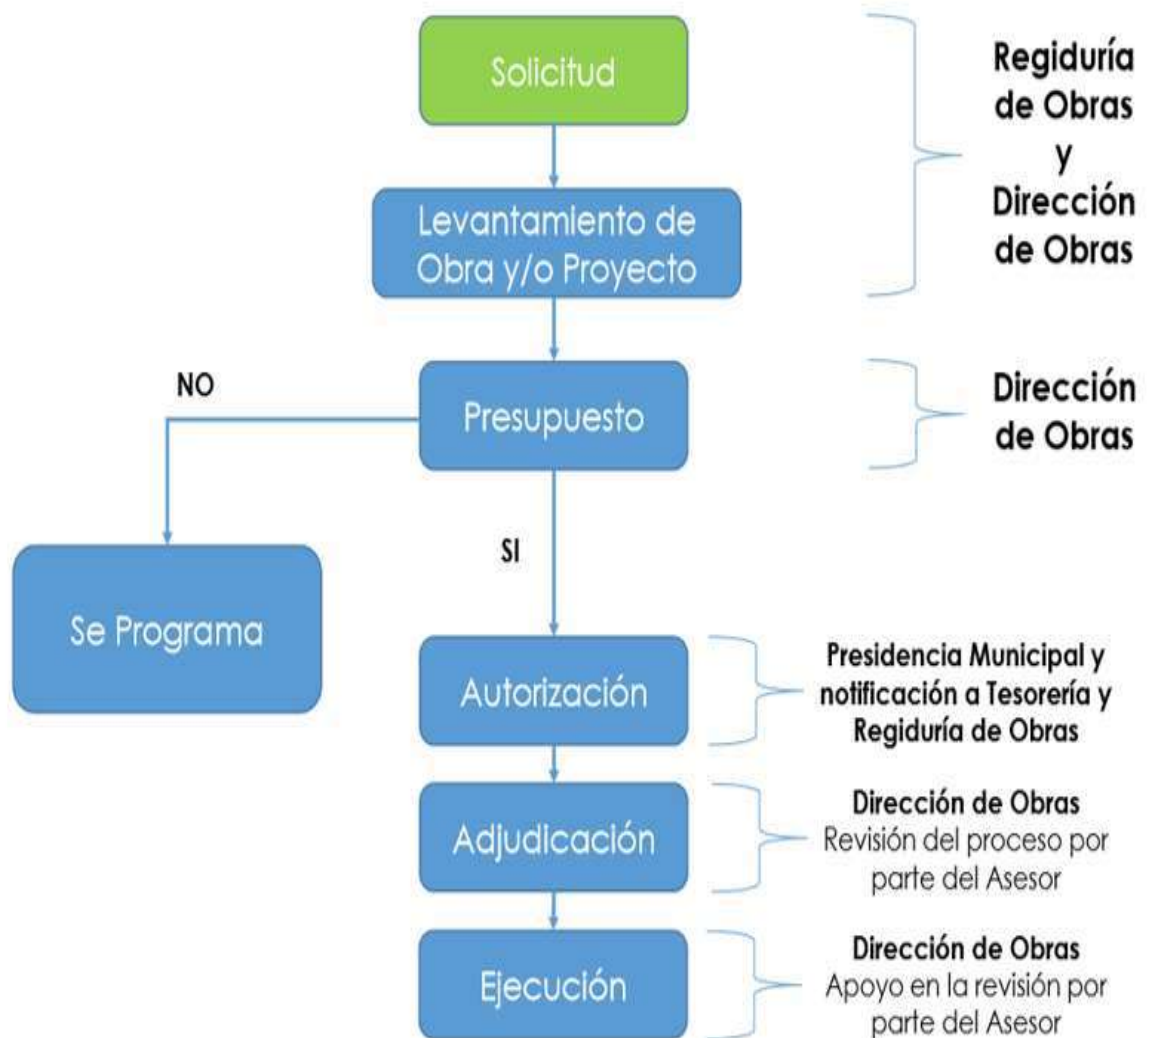 Solicitud
Regiduría
de Obras
y
Dirección
de Obras
Levantamiento de
Obra y/o Proyecto
NO
Presupuesto
Dirección
de Obras
SI
Se Programa
Autorización
Presidencia Municipal y
notificación a Tesorería y
Regiduría de Obras
Adjudicación
Dirección de Obras
Revisión del proceso por
parte del Asesor
Ejecución
Dirección de Obras
Apoyo en la revisión por
parte del Asesor